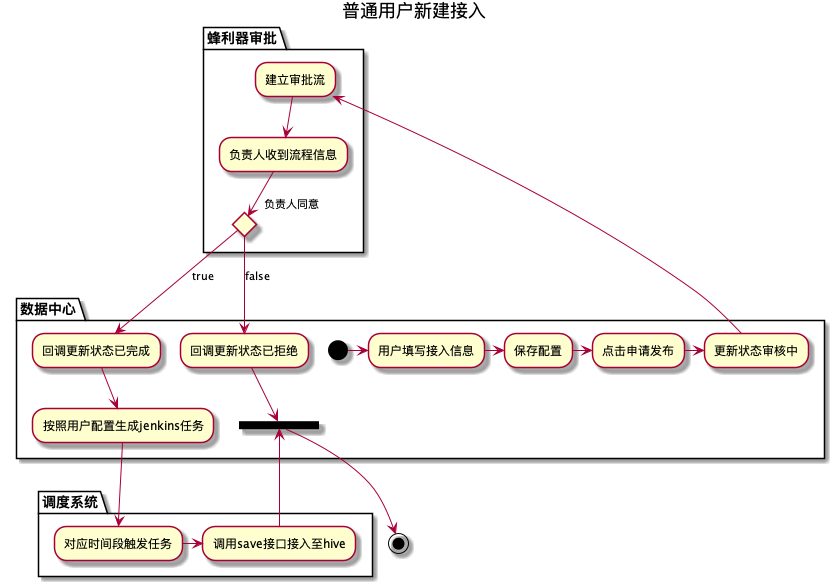 普通用户新建接入
蜂利器审批
建立审批流
负责人收到流程信息
负责人同意
true
false
数据中心
回调更新状态已完成
回调更新状态已拒绝
用户填写接入信息
保存配置
点击申请发布
更新状态审核中
按照用户配置生成jenkins任务
调度系统
对应时间段触发任务
调用save接口接入至hive